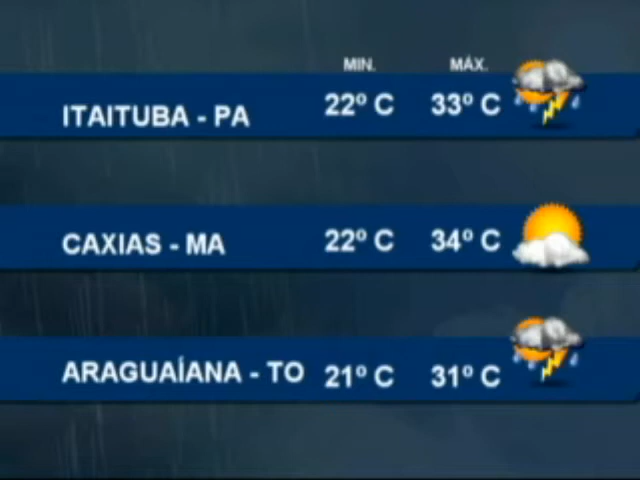 MIN. MÁX.
ITAITUBA - PA 22º C 33º C
CAXIAS - MA 22º C 34º C
ARAGUAÍANA - TO 21º C 31º C